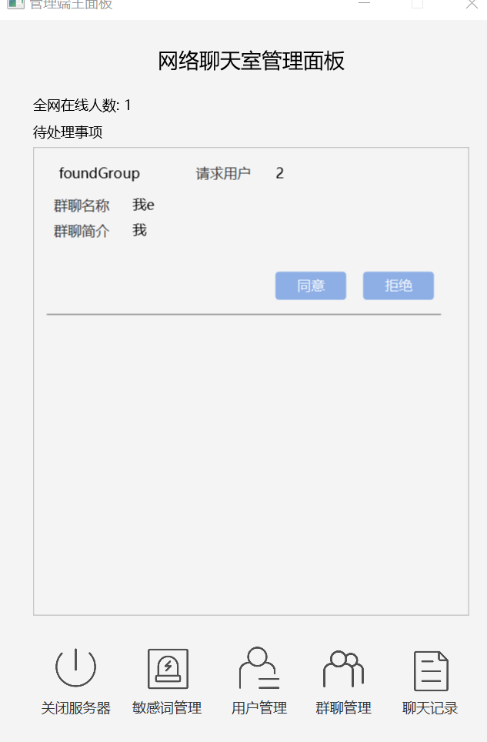 管理端主面板
网络聊天室管理面板
全网在线人数: 1
待处理事项
foundGroup 请求用户 2
群聊名称 我e
群聊简介 我
同意 拒绝
关闭服务器 敏感词管理 用户管理 群聊管理 聊天记录